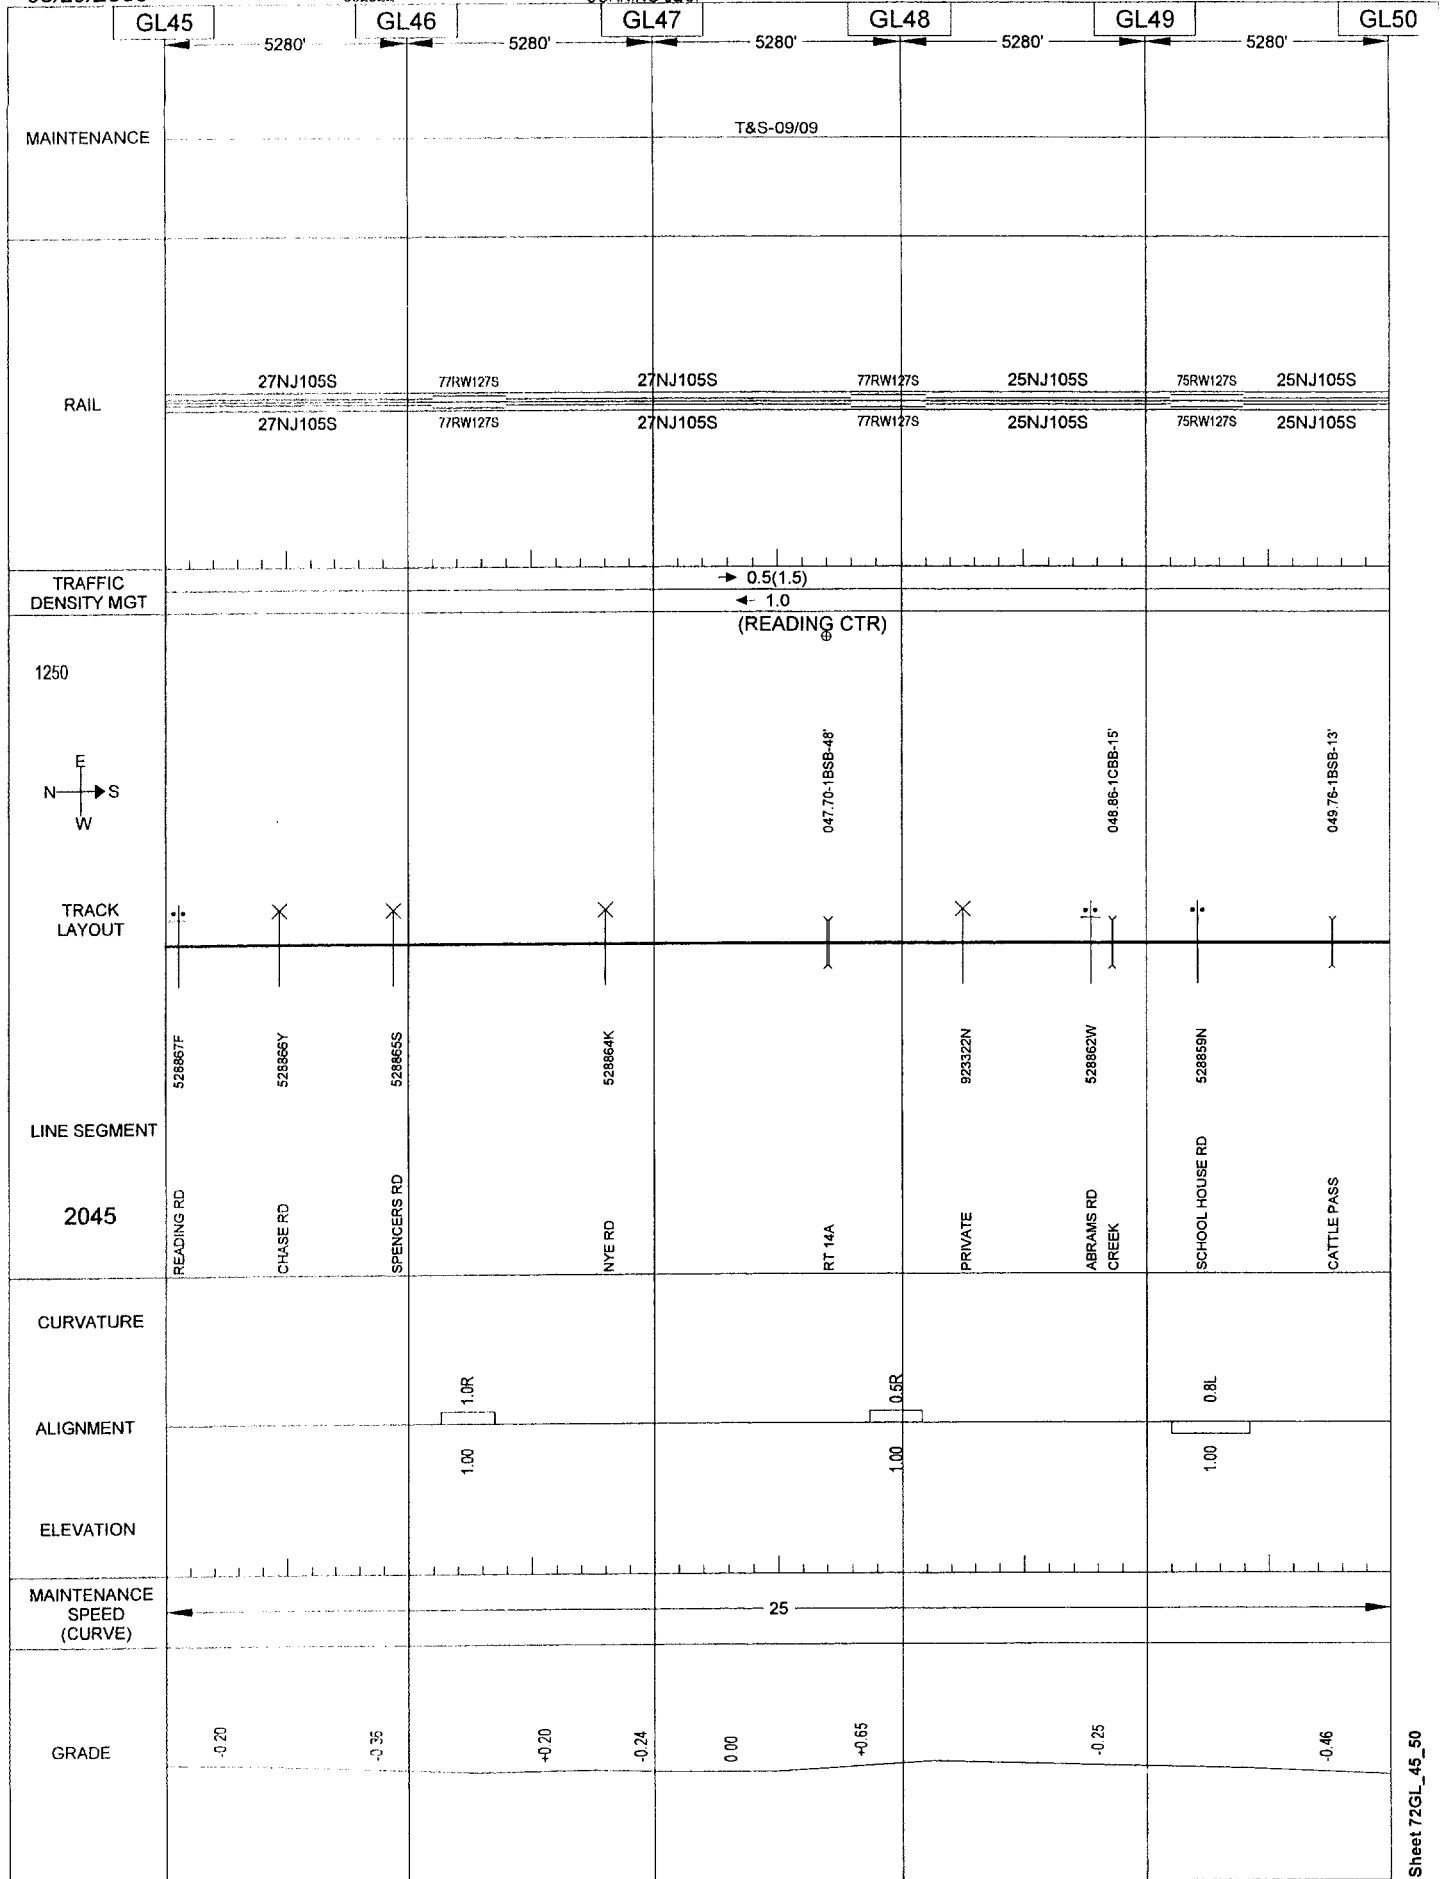 GL45 GL46 GL47 GL48 GL49 GL50
5280' 5280' 5280' 5280' 5280'
MAINTENANCE
T&S-09/09
RAIL
27NJ105S 77RW127S 27NJ105S 77RW127S 25NJ105S 75RW127S 25NJ105S
27NJ105S 77RW127S 27NJ105S 77RW127S 25NJ105S 75RW127S 25NJ105S
TRAFFIC
DENSITY MGT
0.5(1.5)
1.0
(READING CTR)
1250
E
N S
W
047.70-1BSB-48'
048.86-1CBB-15'
049.76-1BSB-13'
TRACK
LAYOUT
528867F
528866Y
528865S
528864K
923322N
528862W
528859N
LINE SEGMENT
2045
READING RD
CHASE RD
SPENCERS RD
NYE RD
RT 14A
PRIVATE
ABRAMS RD
CREEK
SCHOOL HOUSE RD
CATTLE PASS
CURVATURE
1.0R
0.5R
0.8L
ALIGNMENT
1.00
1.00
1.00
ELEVATION
MAINTENANCE
SPEED
(CURVE)
25
GRADE
-0.20
-0.36
+0.20
-0.24
0.00
+0.65
-0.25
-0.46
Sheet 72GL_45_50